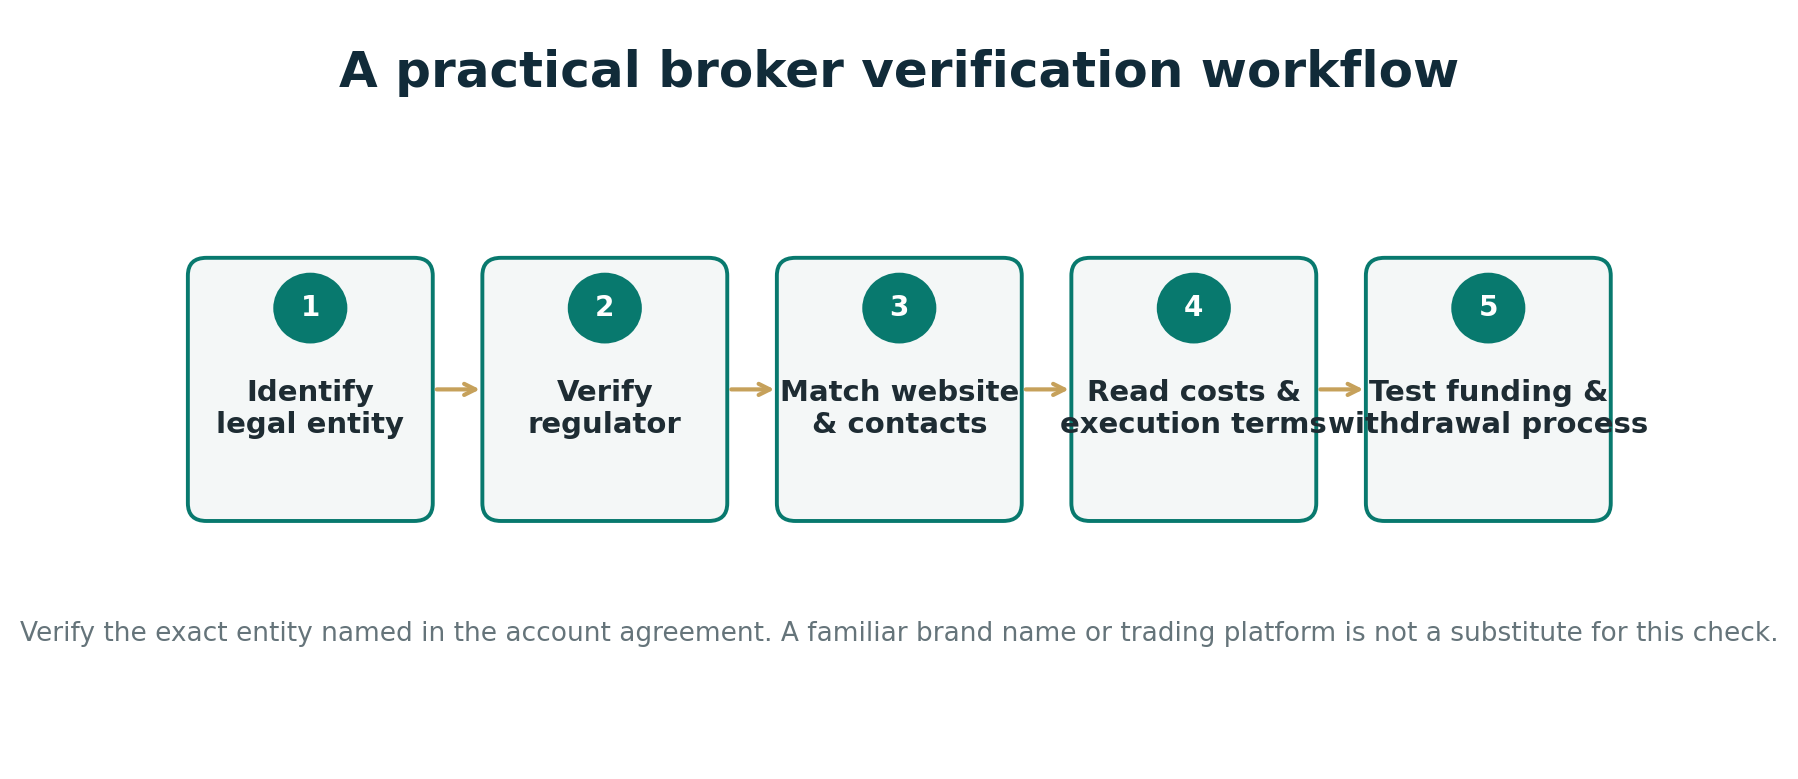 A practical broker verification workflow
1
Identify
legal entity
2
Verify
regulator
3
Match website
& contacts
4
Read costs &
execution terms
5
Test funding &
withdrawal process
Verify the exact entity named in the account agreement. A familiar brand name or trading platform is not a substitute for this check.